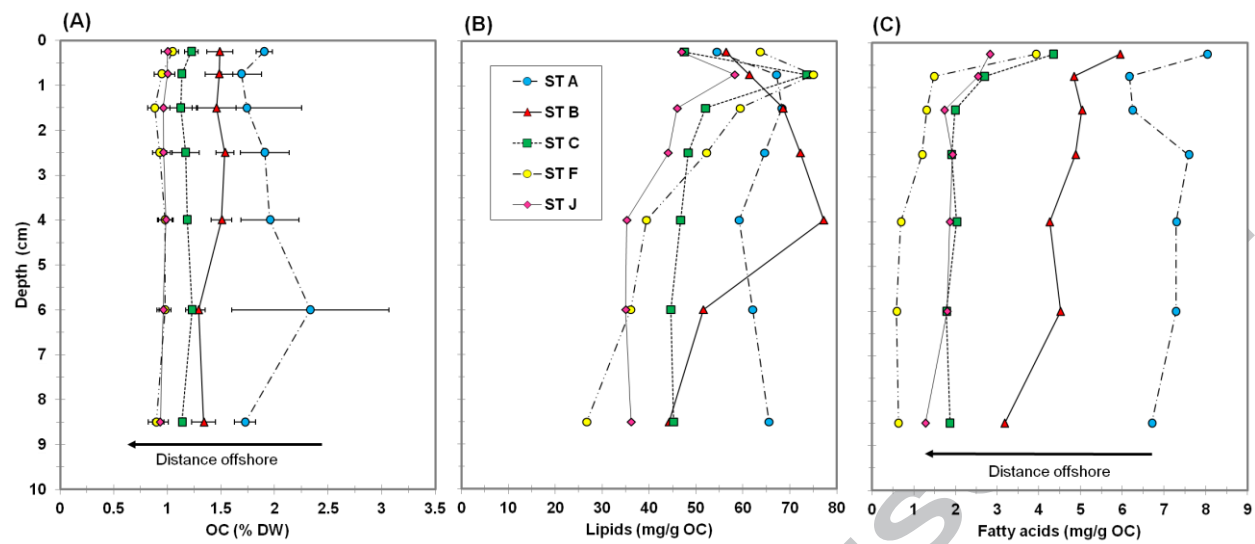 (A)
0
1
2
3
4
5
6
7
8
9
10
Depth (cm)
Distance offshore
0 0.5 1 1.5 2 2.5 3 3.5
OC (% DW)
(B)
ST A
ST B
ST C
ST F
ST J
0 10 20 30 40 50 60 70 80
Lipids (mg/g OC)
(C)
Distance offshore
0 1 2 3 4 5 6 7 8 9
Fatty acids (mg/g OC)